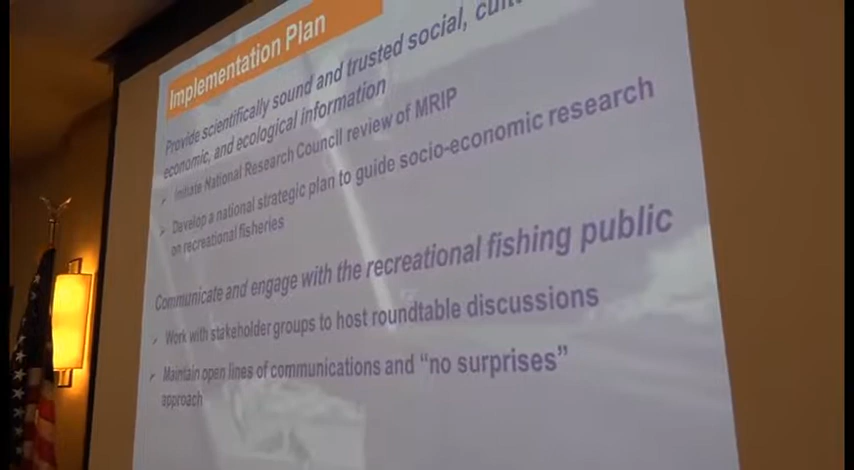 Implementation Plan
Provide scientifically sound and trusted social,
economic, and ecological information
➢ Initiate National Research Council review of MRIP
➢ Develop a national strategic plan to guide socio-economic research
on recreational fisheries
Communicate and engage with the recreational fishing public
➢ Work with stakeholder groups to host roundtable discussions
➢ Maintain open lines of communications and “no surprises”
approach